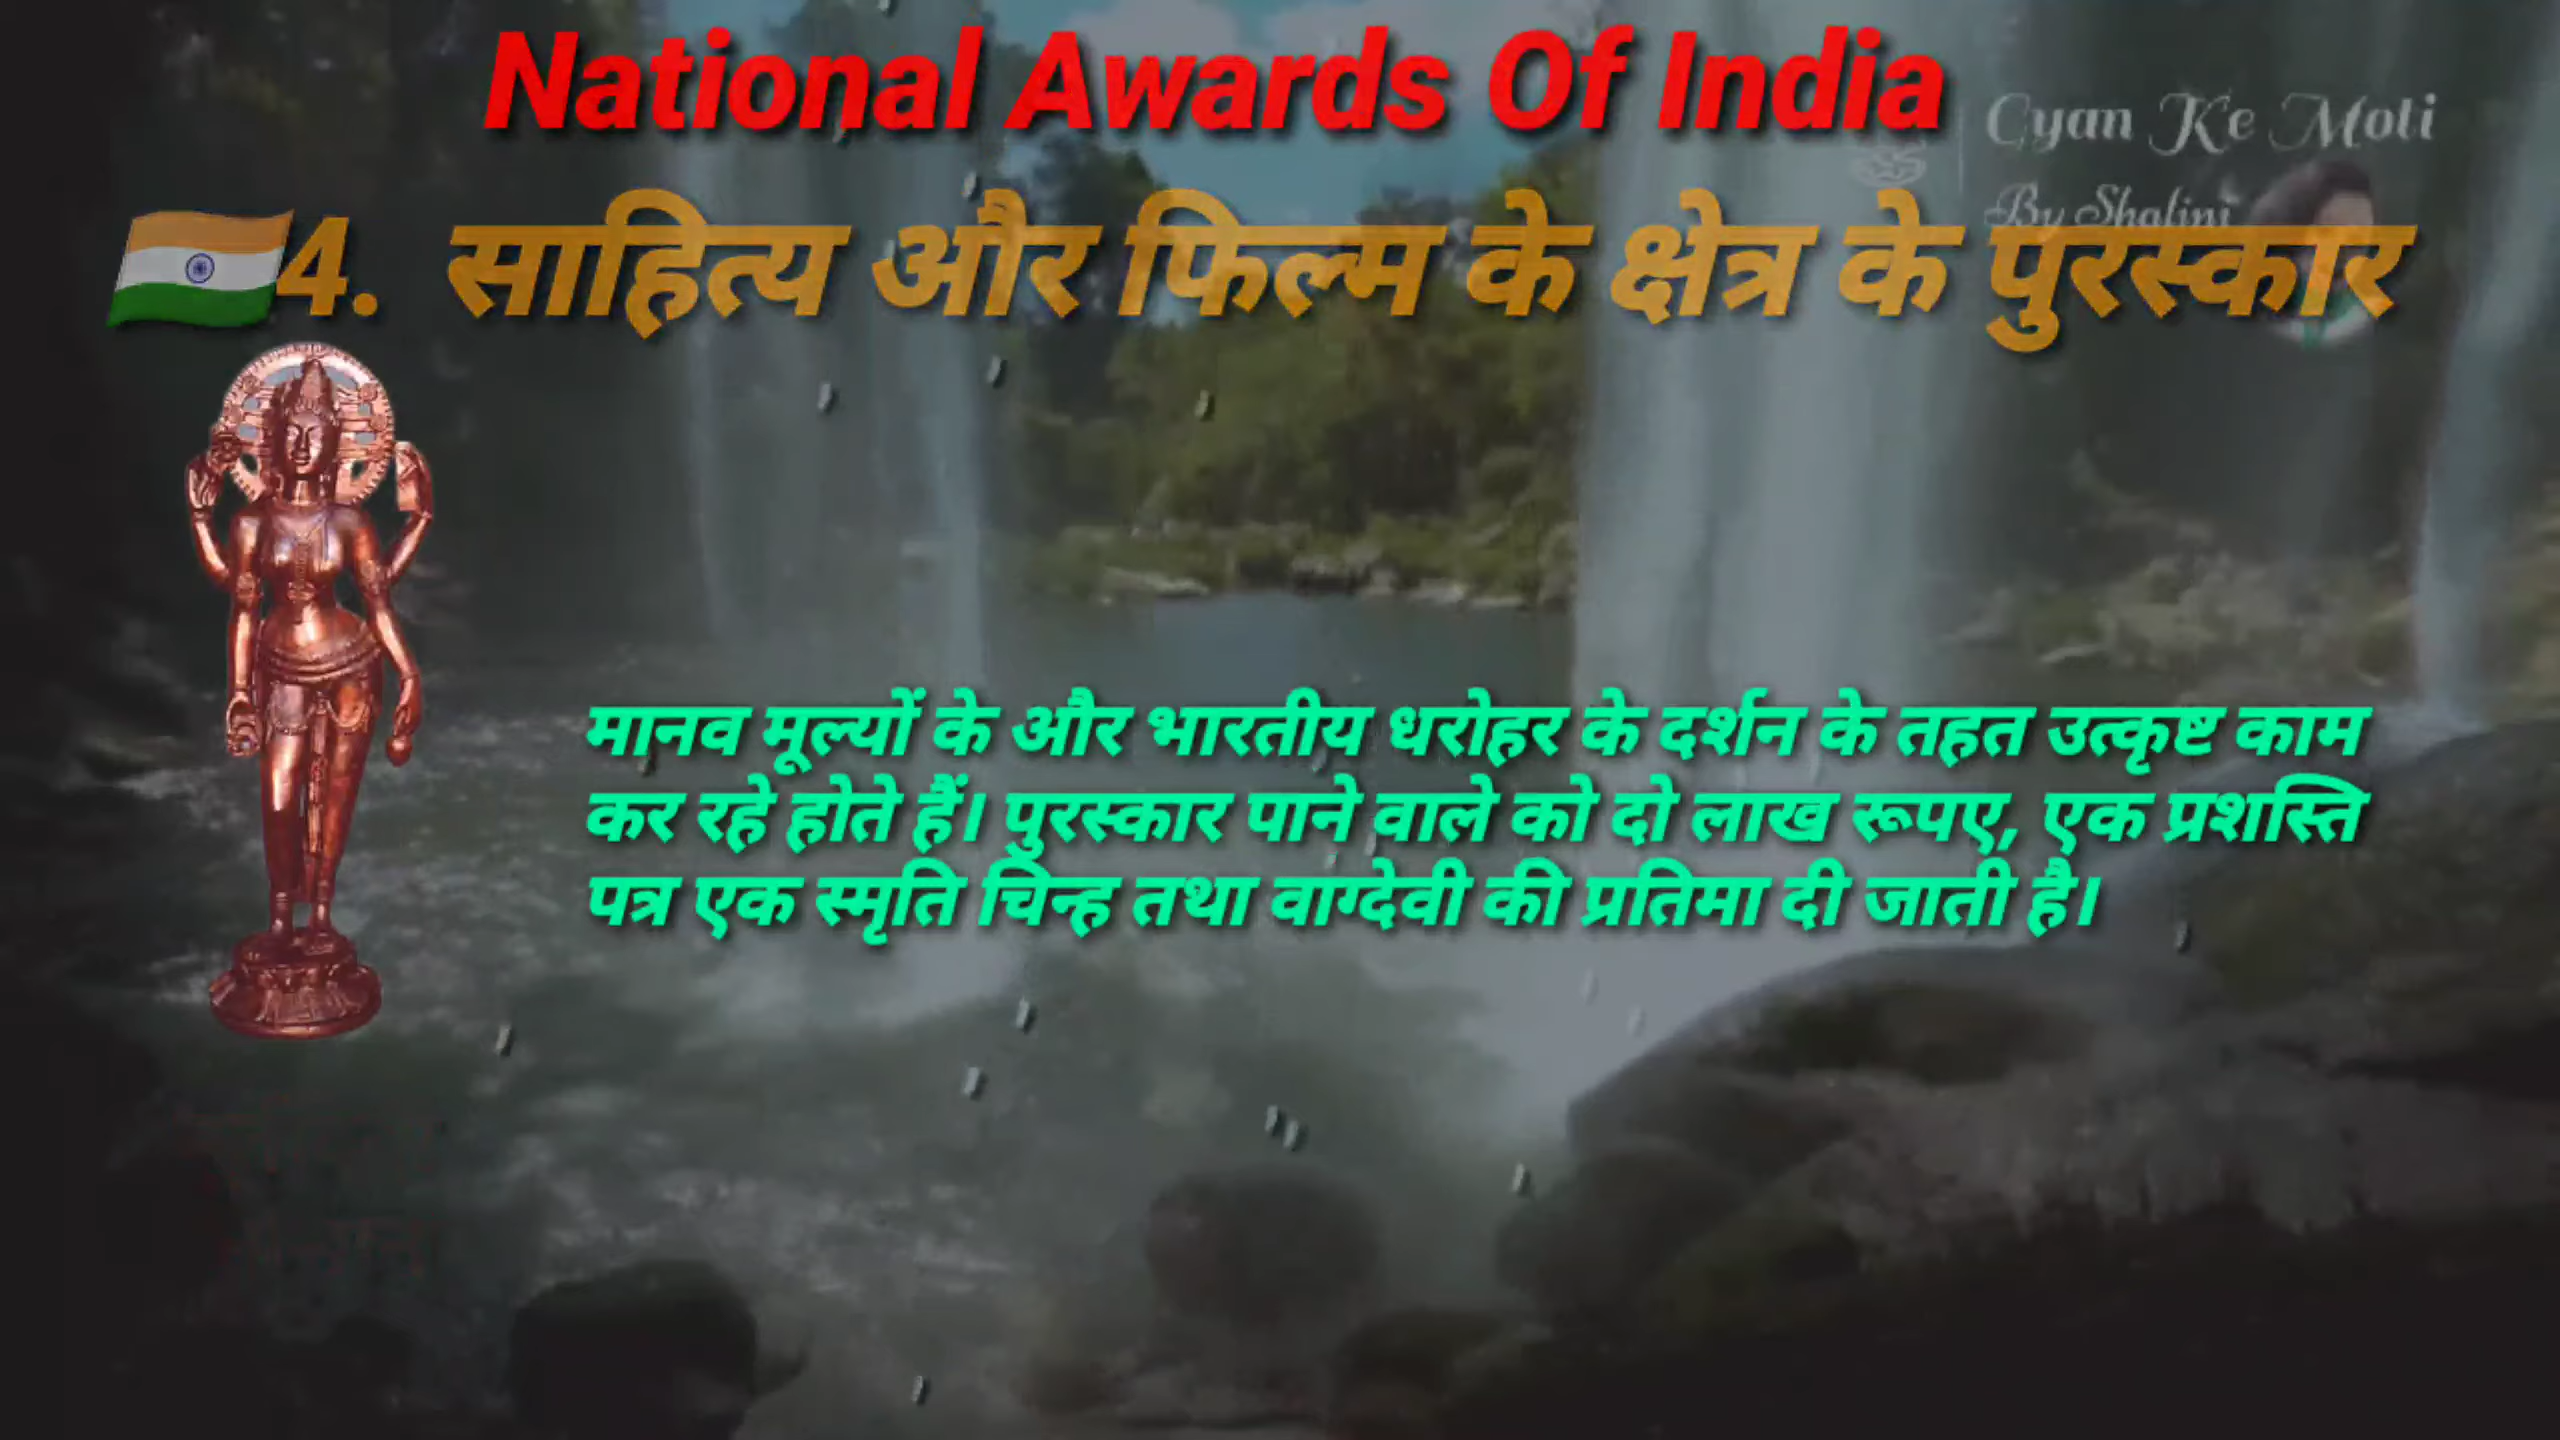 National Awards Of India
Gyan Ke Moti
By Shalini
4. साहित्य और फिल्म के क्षेत्र के पुरस्कार
मानव मूल्यों के और भारतीय धरोहर के दर्शन के तहत उत्कृष्ट काम
कर रहे होते हैं। पुरस्कार पाने वाले को दो लाख रूपए, एक प्रशस्ति
पत्र एक स्मृति चिन्ह तथा वाग्देवी की प्रतिमा दी जाती है।